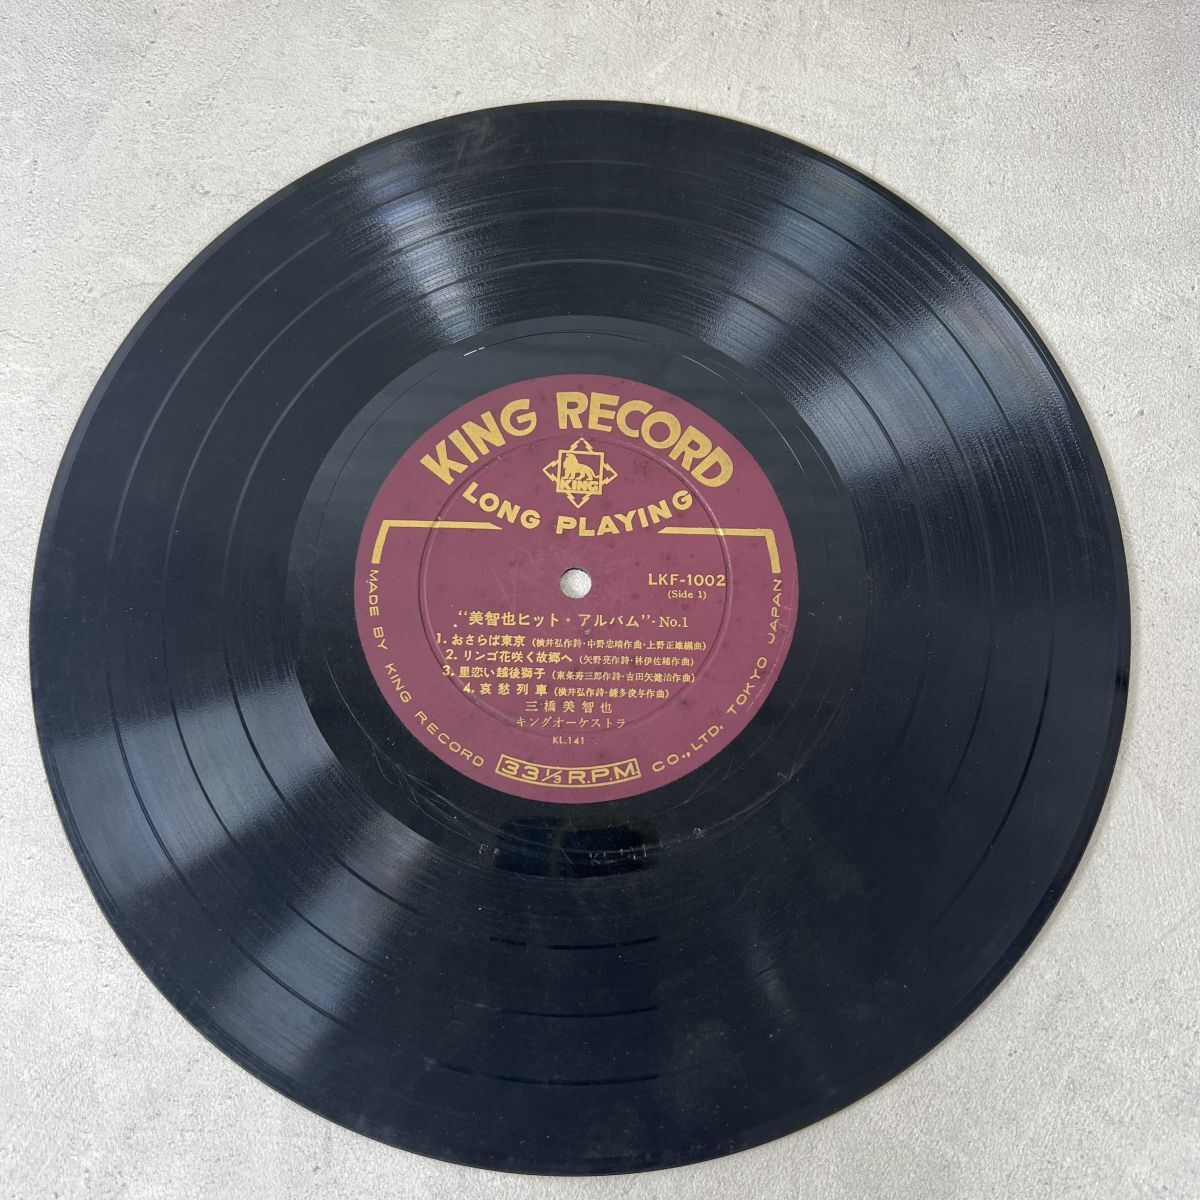 KING RECORD
KING
LONG PLAYING
LKF-1002
(Side 1)
"美智也ヒット・アルバム"-No.1
1. おさらば東京 (横井弘作詩・中野忠晴作曲・上野正雄編曲)
2. リンゴ花咲く故郷へ (矢野亮作詩・林伊佐緒作曲)
3. 里恋い越後獅子 (東条寿三郎作詩・吉田矢健治作曲)
4. 哀愁列車 (横井弘作詩・鎌多俊与作曲)
三橋美智也
キングオーケストラ
KL.141
33⅓ R.P.M.
MADE BY KING RECORD CO., LTD. TOKYO JAPAN